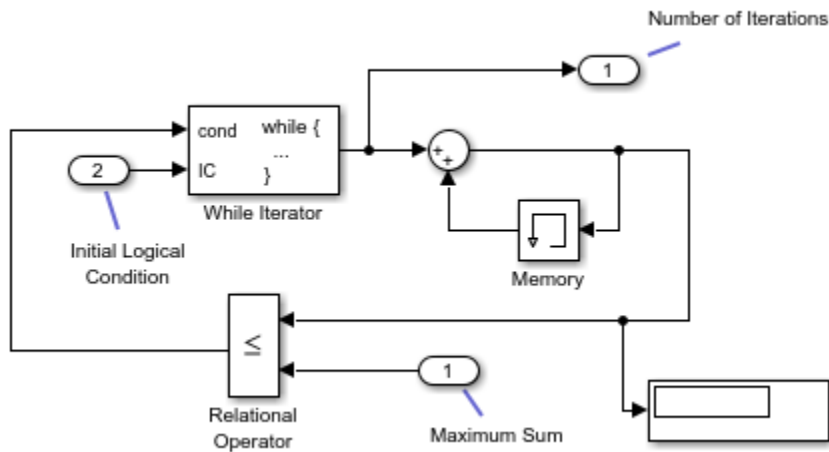 Number of Iterations
1
cond
while {
...
}
IC
2
While Iterator
+
+
Initial Logical
Condition
Memory
≤
1
Relational
Operator
Maximum Sum